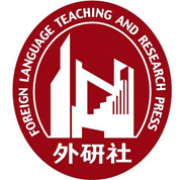 FOREIGN LANGUAGE TEACHING AND RESEARCH PRESS
外研社